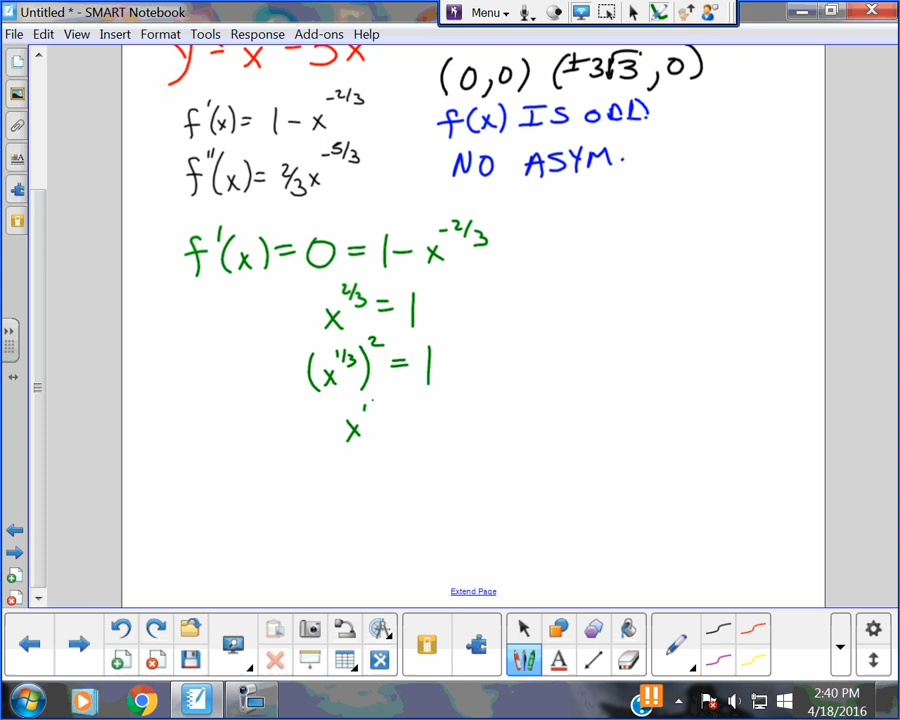 Untitled * - SMART Notebook
Menu
File Edit View Insert Format Tools Response Add-ons Help
y = x - 3x
(0,0) (±3√3, 0)
f'(x) = 1 - x^-2/3
f(x) IS ODD!
f''(x) = 2/3x^-5/3
NO ASYM.
f'(x) = 0 = 1 - x^-2/3
x^2/3 = 1
(x^1/3)^2 = 1
x'
Extend Page
2:40 PM
4/18/2016